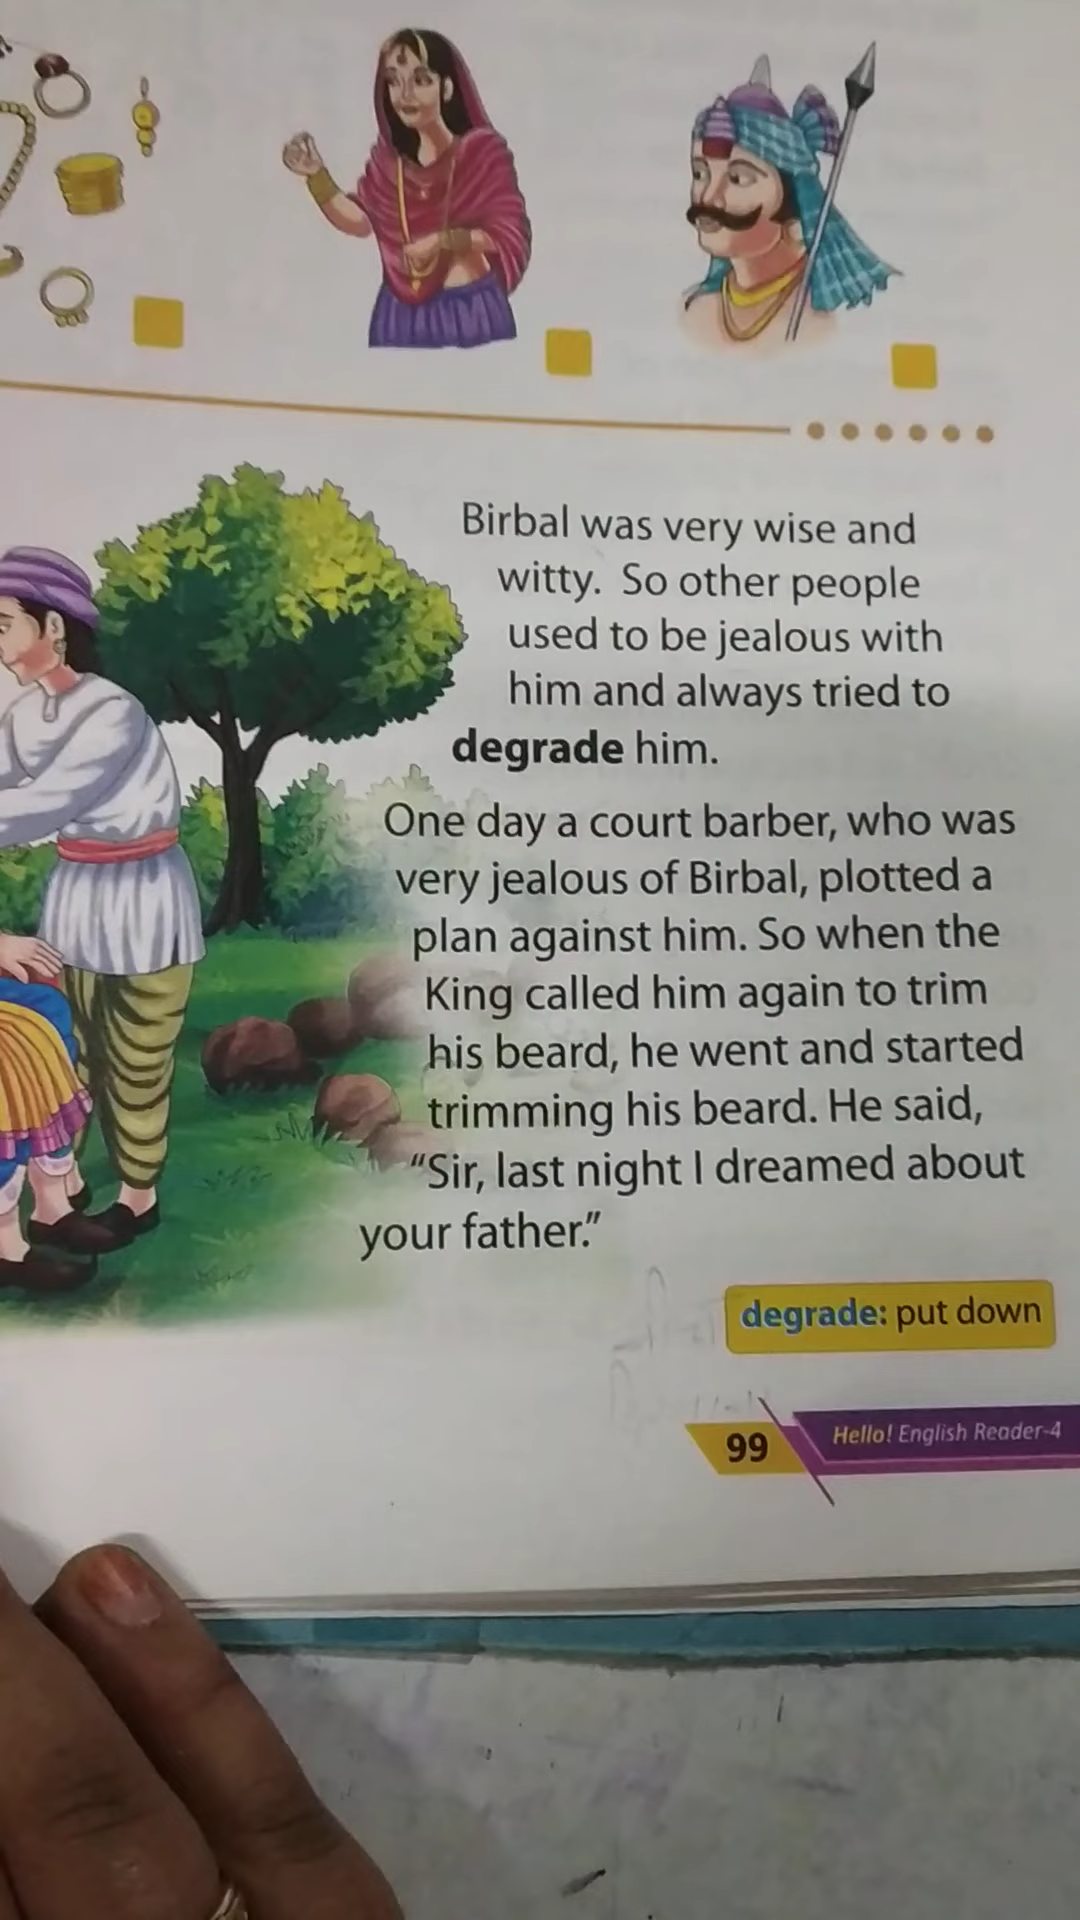 Birbal was very wise and
witty. So other people
used to be jealous with
him and always tried to
degrade him.
One day a court barber, who was
very jealous of Birbal, plotted a
plan against him. So when the
King called him again to trim
his beard, he went and started
trimming his beard. He said,
“Sir, last night I dreamed about
your father.”
degrade: put down
99
Hello! English Reader-4